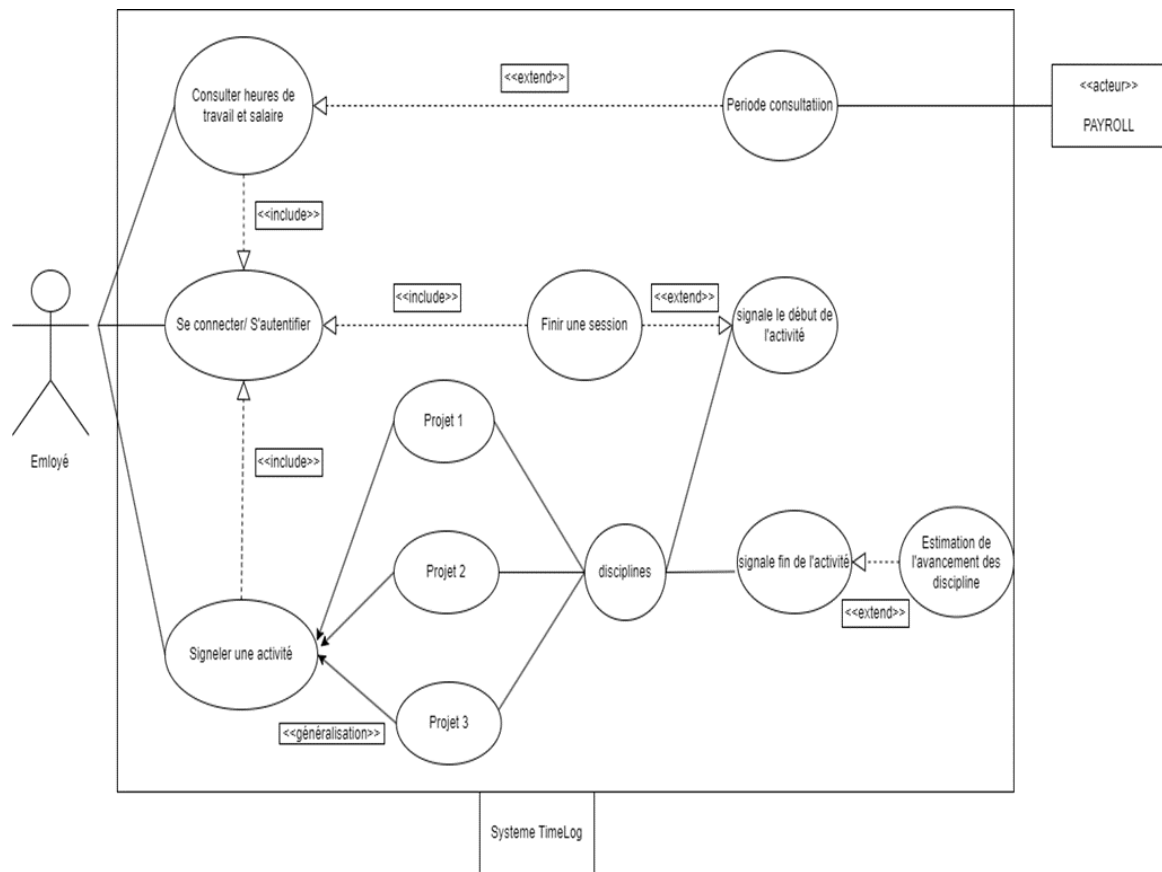 Consulter heures de
travail et salaire
<<extend>>
Periode consultatiion
<<acteur>>
PAYROLL
<<include>>
Se connecter/ S'autentifier
<<include>>
Finir une session
<<extend>>
signale le début de
l'activité
Emloyé
<<include>>
Projet 1
Projet 2
disciplines
signale fin de l'activité
Estimation de
l'avancement des
discipline
<<extend>>
Signeler une activité
Projet 3
<<génèralisation>>
Systeme TimeLog